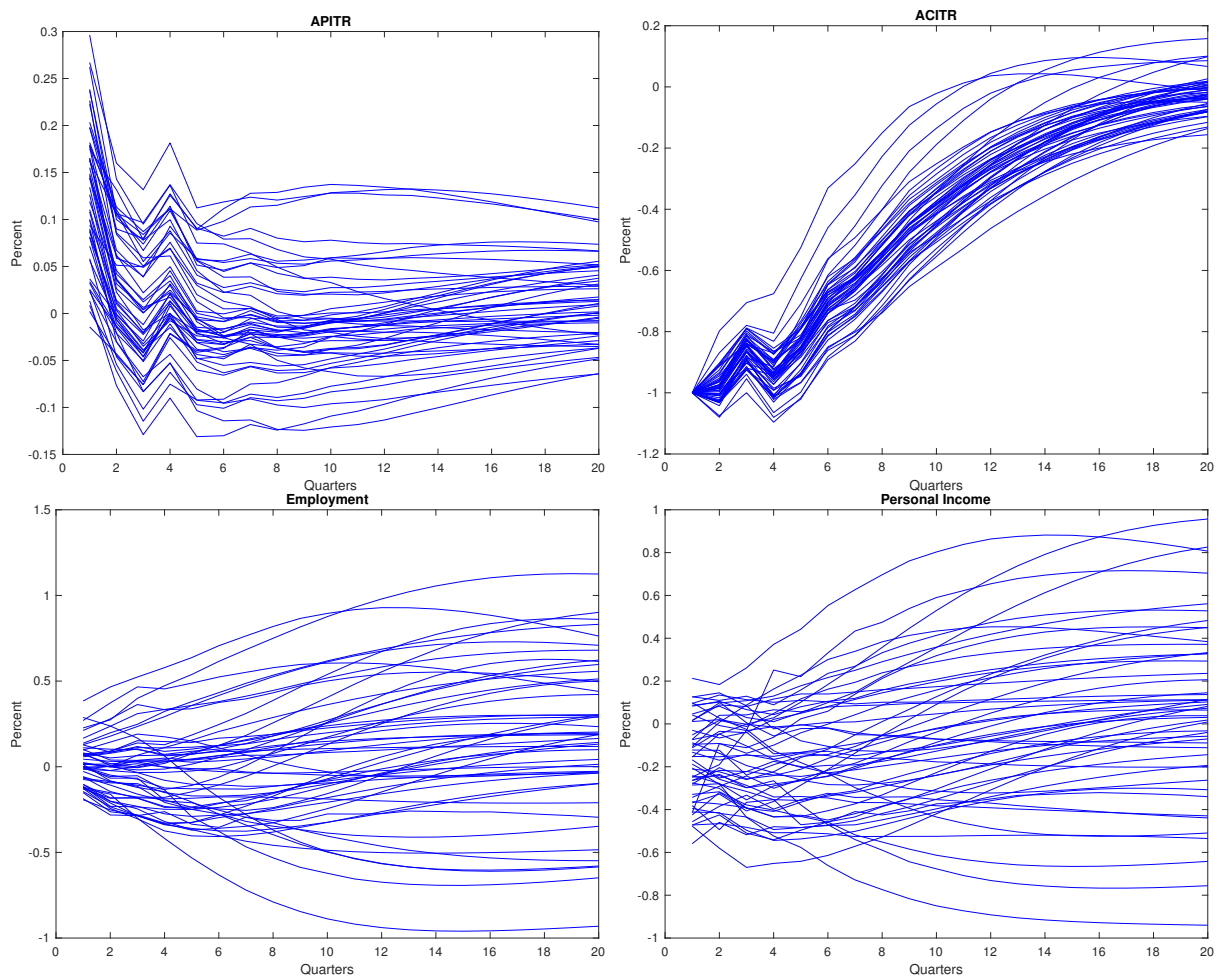 APITR
0.3
0.25
0.2
0.15
0.1
0.05
0
-0.05
-0.1
-0.15
Percent
0 2 4 6 8 10 12 14 16 18 20
Quarters
ACITR
0.2
0
-0.2
-0.4
-0.6
-0.8
-1
-1.2
Percent
0 2 4 6 8 10 12 14 16 18 20
Quarters
Employment
1.5
1
0.5
0
-0.5
-1
Percent
0 2 4 6 8 10 12 14 16 18 20
Quarters
Personal Income
1
0.8
0.6
0.4
0.2
0
-0.2
-0.4
-0.6
-0.8
-1
Percent
0 2 4 6 8 10 12 14 16 18 20
Quarters